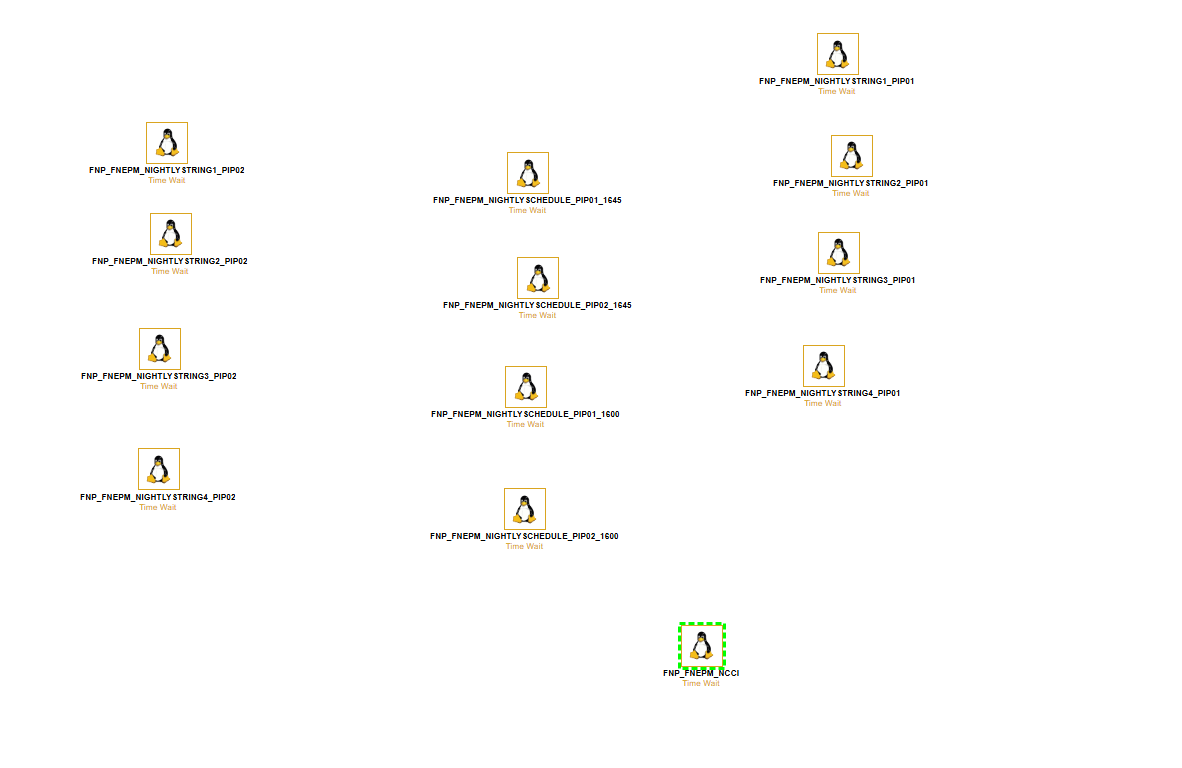 FNP_FNEPM_NIGHTLYSTRING1_PIP01
Time Wait
FNP_FNEPM_NIGHTLYSTRING1_PIP02
Time Wait
FNP_FNEPM_NIGHTLYSCHEDULE_PIP01_1645
Time Wait
FNP_FNEPM_NIGHTLYSTRING2_PIP01
Time Wait
FNP_FNEPM_NIGHTLYSTRING2_PIP02
Time Wait
FNP_FNEPM_NIGHTLYSCHEDULE_PIP02_1645
Time Wait
FNP_FNEPM_NIGHTLYSTRING3_PIP01
Time Wait
FNP_FNEPM_NIGHTLYSTRING3_PIP02
Time Wait
FNP_FNEPM_NIGHTLYSCHEDULE_PIP01_1600
Time Wait
FNP_FNEPM_NIGHTLYSTRING4_PIP01
Time Wait
FNP_FNEPM_NIGHTLYSTRING4_PIP02
Time Wait
FNP_FNEPM_NIGHTLYSCHEDULE_PIP02_1600
Time Wait
FNP_FNEPM_NCCI
Time Wait